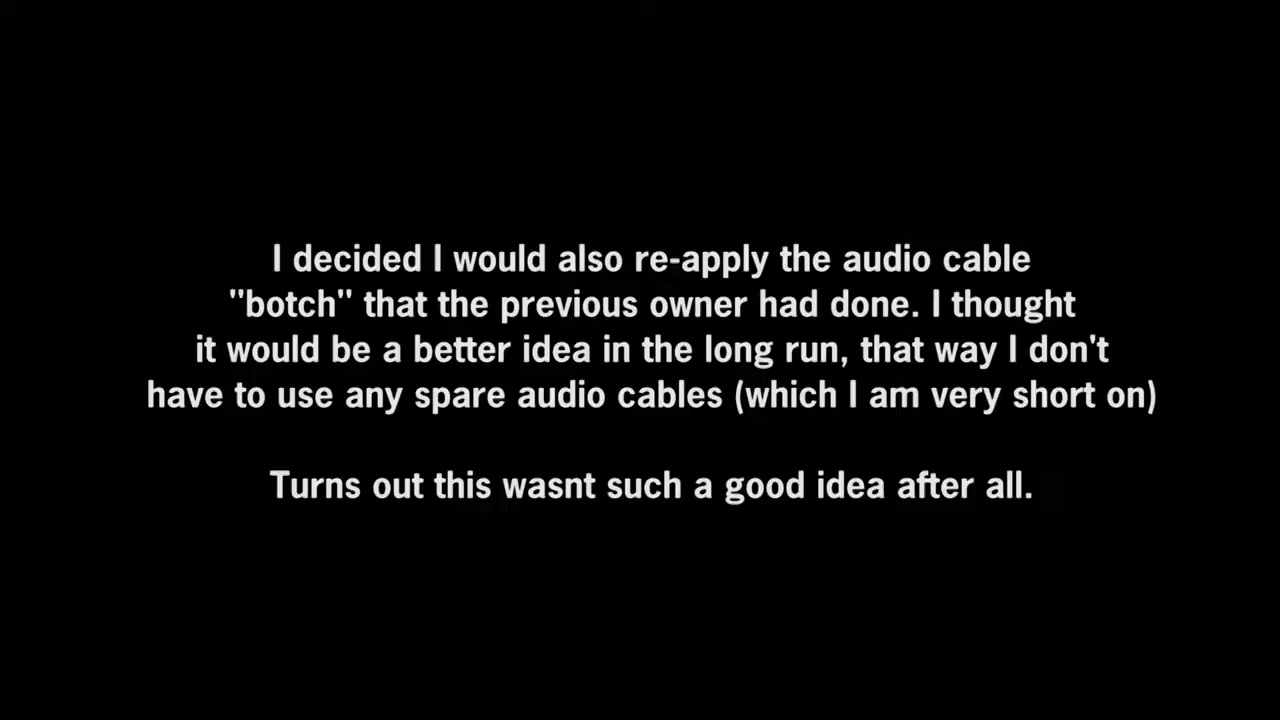 I decided I would also re-apply the audio cable
"botch" that the previous owner had done. I thought
it would be a better idea in the long run, that way I don't
have to use any spare audio cables (which I am very short on)
Turns out this wasnt such a good idea after all.